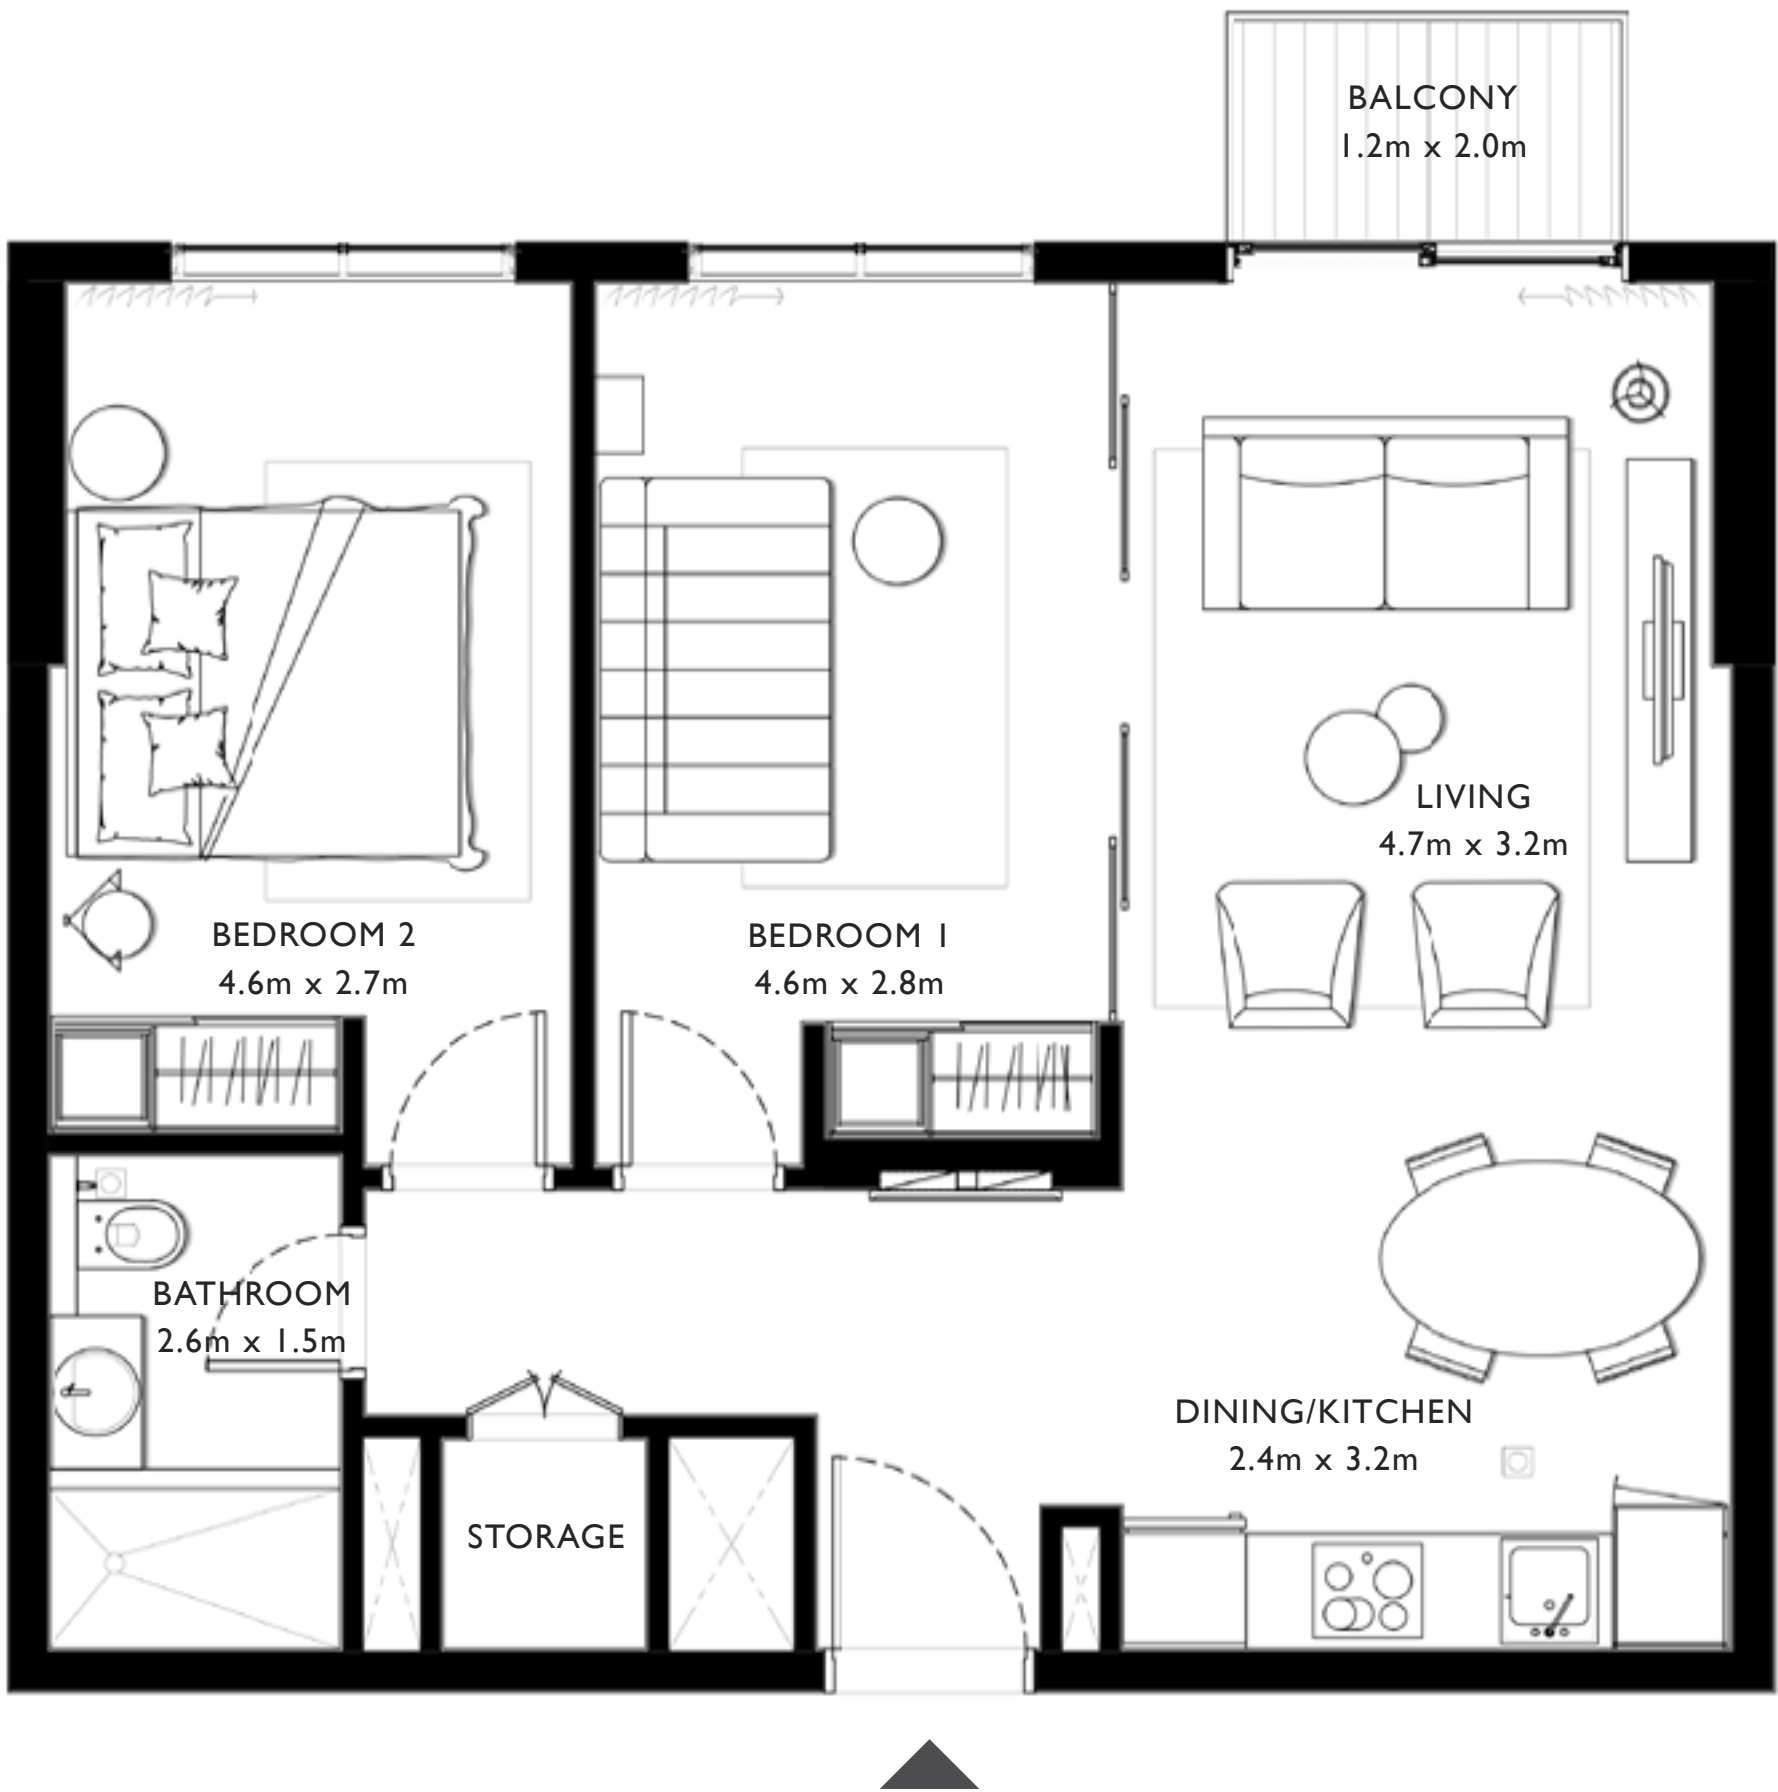 BALCONY
1.2m x 2.0m
LIVING
4.7m x 3.2m
BEDROOM 2
4.6m x 2.7m
BEDROOM 1
4.6m x 2.8m
BATHROOM
2.6m x 1.5m
DINING/KITCHEN
2.4m x 3.2m
STORAGE